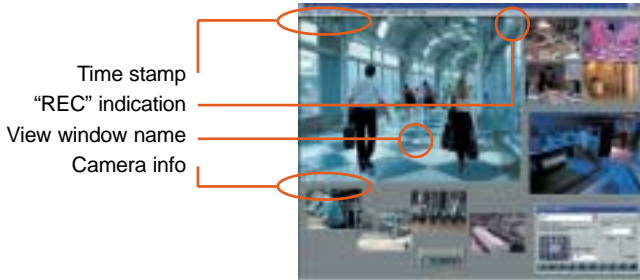 Time stamp
“REC” indication
View window name
Camera info